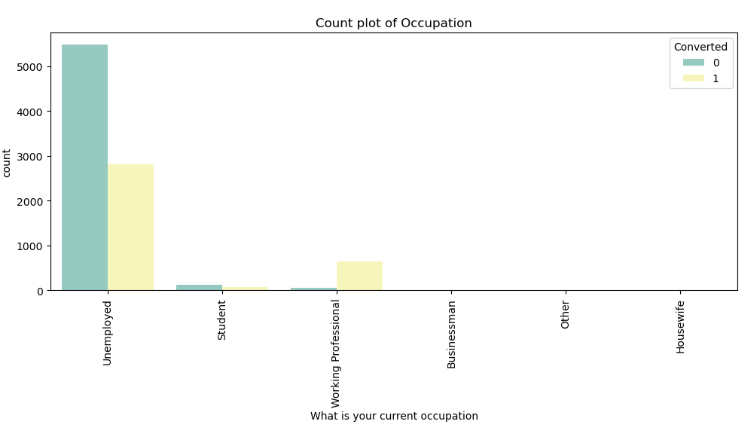 Count plot of Occupation
Converted
0
1
count
5000
4000
3000
2000
1000
0
Unemployed
Student
Working Professional
Businessman
Other
Housewife
What is your current occupation